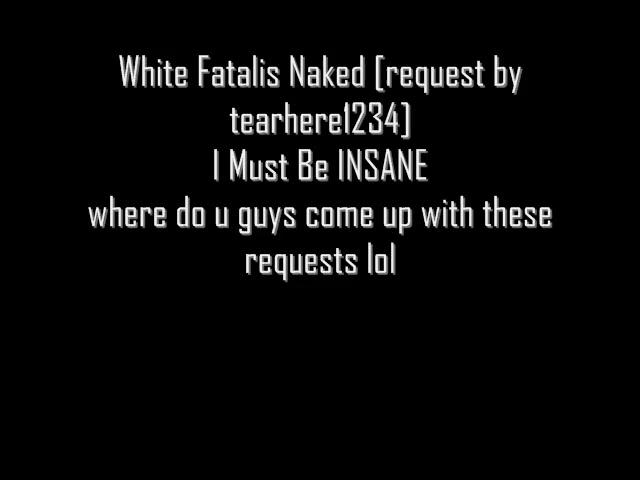 White Fatalis Naked [request by
tearhere1234]
I Must Be INSANE
where do u guys come up with these
requests lol